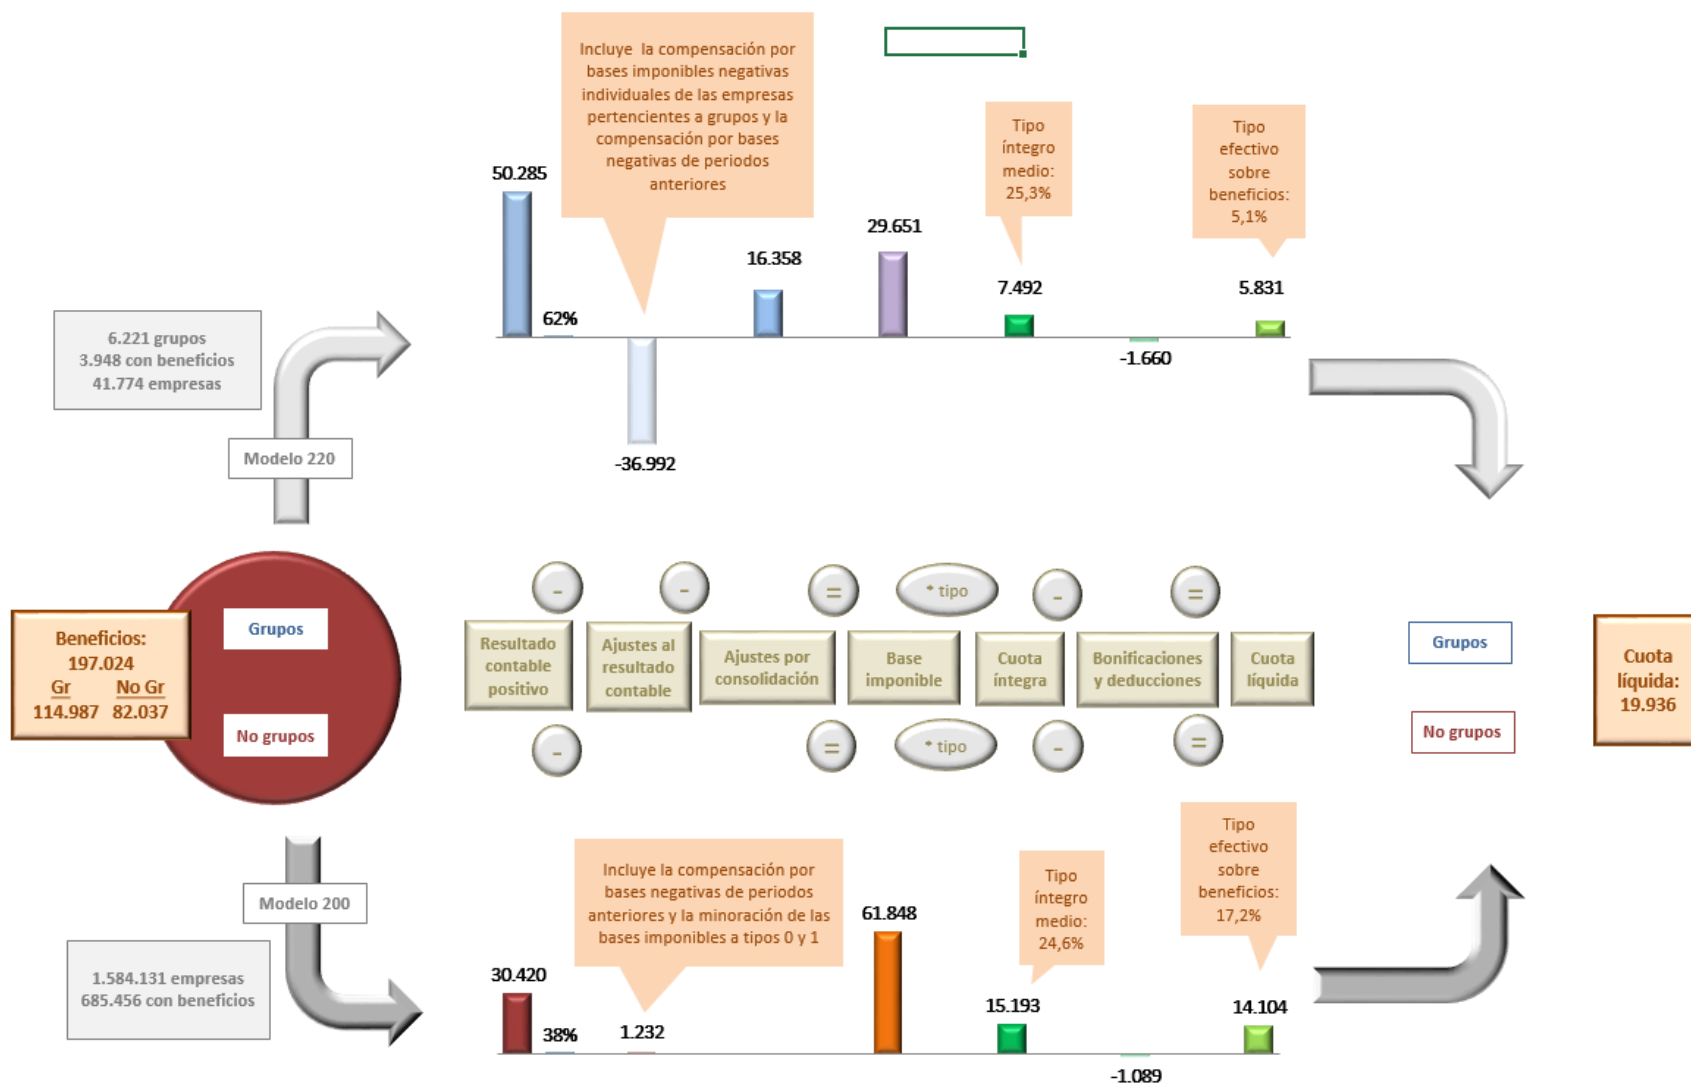 Incluye la compensación por
bases imponibles negativas
individuales de las empresas
pertencientes a grupos y la
compensación por bases
negativas de periodos
anteriores
Tipo
íntegro
medio:
25,3%
Tipo
efectivo
sobre
beneficios:
5,1%
50.285
62%
-36.992
16.358
29.651
7.492
-1.660
5.831
6.221 grupos
3.948 con beneficios
41.774 empresas
Modelo 220
Beneficios:
197.024
Gr No Gr
114.987 82.037
Grupos
No grupos
- - = * tipo - =
Resultado
contable
positivo
Ajustes al
resultado
contable
Ajustes por
consolidación
Base
imponible
Cuota
íntegra
Bonificaciones
y deducciones
Cuota
líquida
- = * tipo - =
Grupos
No grupos
Cuota
líquida:
19.936
Modelo 200
1.584.131 empresas
685.456 con beneficios
Incluye la compensación por
bases negativas de periodos
anteriores y la minoración de las
bases imponibles a tipos 0 y 1
Tipo
íntegro
medio:
24,6%
Tipo
efectivo
sobre
beneficios:
17,2%
30.420
38%
1.232
61.848
15.193
-1.089
14.104